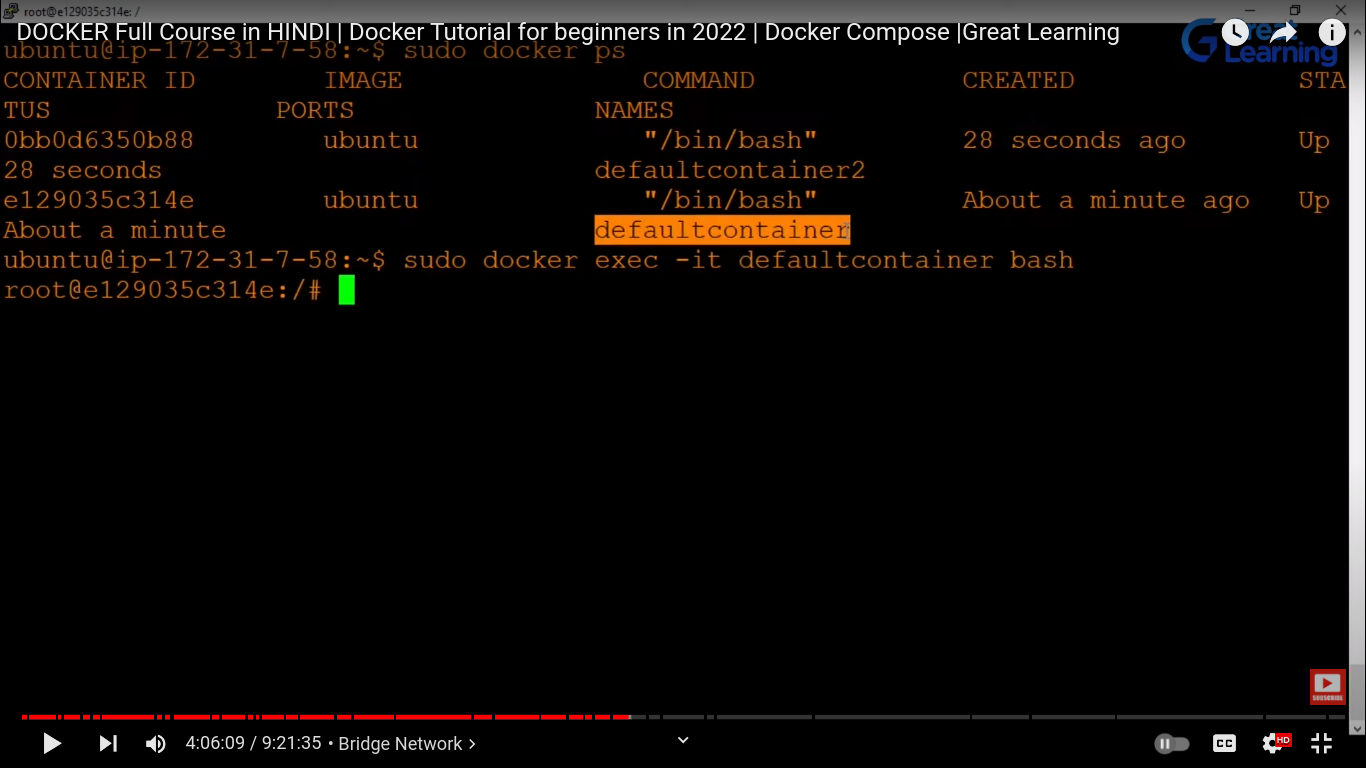 root@e129035c314e: /
DOCKER Full Course in HINDI | Docker Tutorial for beginners in 2022 | Docker Compose |Great Learning
Great Learning
ubuntu@ip-172-31-7-58:~$ sudo docker ps
CONTAINER ID IMAGE COMMAND CREATED STA
TUS PORTS NAMES
0bb0d6350b88 ubuntu "/bin/bash" 28 seconds ago Up
28 seconds defaultcontainer2
e129035c314e ubuntu "/bin/bash" About a minute ago Up
About a minute defaultcontainer
ubuntu@ip-172-31-7-58:~$ sudo docker exec -it defaultcontainer bash
root@e129035c314e:/#
SUBSCRIBE
4:06:09 / 9:21:35 • Bridge Network >
CC
HD